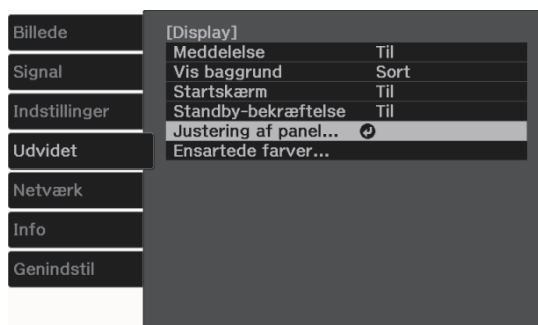 Billede
Signal
Indstillinger
Udvidet
Netværk
Info
Genindstil
[Display]
Meddelelse Til
Vis baggrund Sort
Startskærm Til
Standby-bekræftelse Til
Justering af panel...
Ensartede farver...